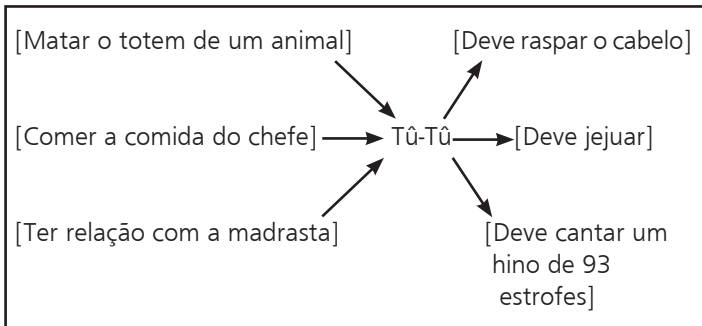 [Matar o totem de um animal] [Deve raspar o cabelo]
[Comer a comida do chefe] Tû-Tû [Deve jejuar]
[Ter relação com a madrasta] [Deve cantar um
hino de 93
estrofes]